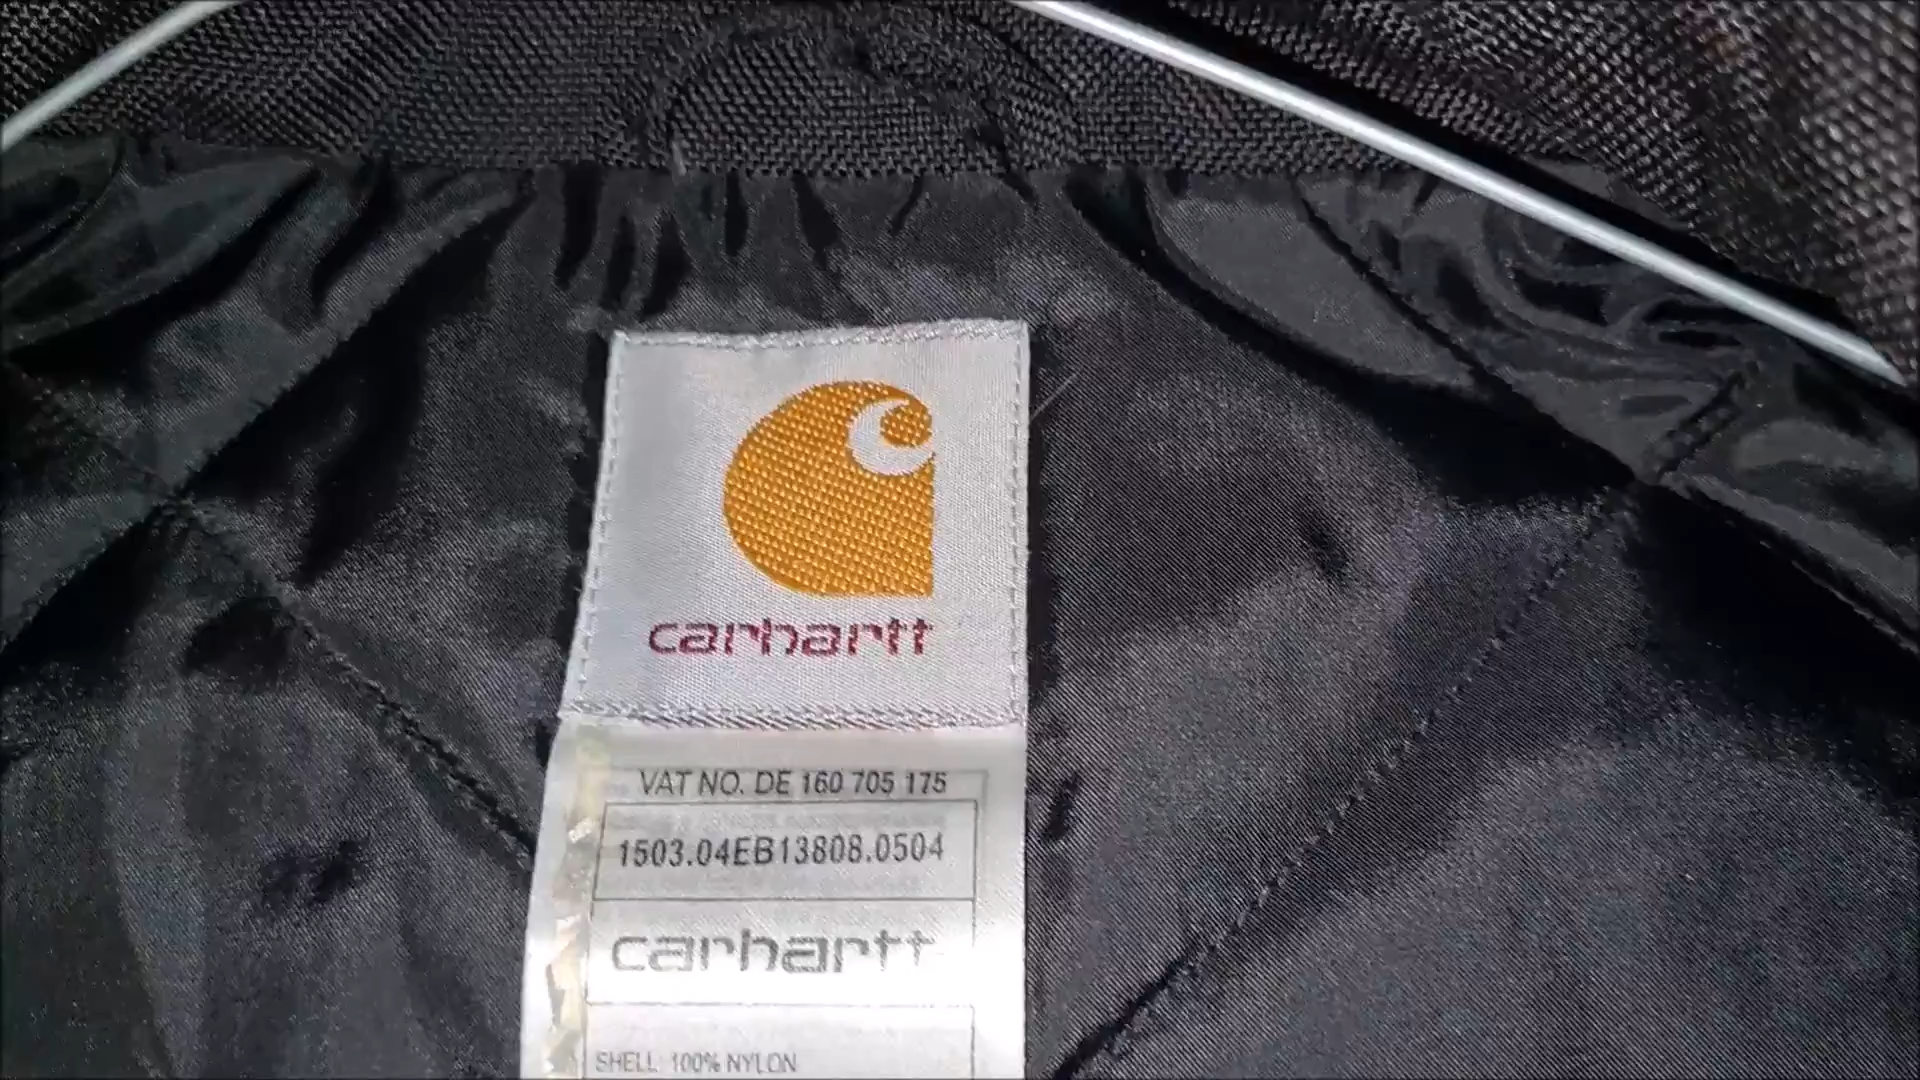 carhartt
VAT NO. DE 160 705 175
1503.04EB13808.0504
carhartt
SHELL: 100% NYLON